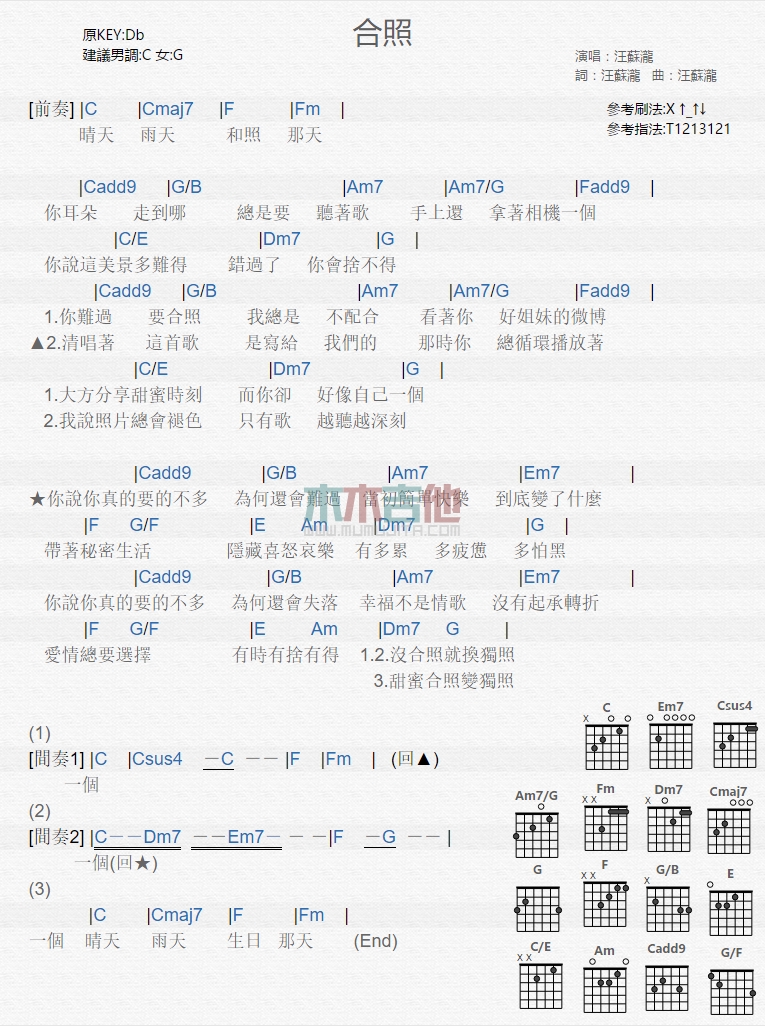 合照
原KEY:Db
建議男調:C 女:G
演唱：汪蘇瀧
詞：汪蘇瀧 曲：汪蘇瀧
參考刷法:X↑_↑↓
參考指法:T1213121
[前奏] |C |Cmaj7 |F |Fm |
晴天 雨天 和照 那天
|Cadd9 |G/B |Am7 |Am7/G |Fadd9 |
你耳朵 走到哪 總是要 聽著歌 手上還 拿著相機一個
|C/E |Dm7 |G |
你說這美景多難得 錯過了 你會捨不得
|Cadd9 |G/B |Am7 |Am7/G |Fadd9 |
1.你難過 要合照 我總是 不配合 看著你 好姐妹的微博
▲2.清唱著 這首歌 是寫給 我們的 那時你 總循環播放著
|C/E |Dm7 |G |
1.大方分享甜蜜時刻 而你卻 好像自己一個
2.我說照片總會褪色 只有歌 越聽越深刻
|Cadd9 |G/B |Am7 |Em7 |
★你說你真的要的不多 為何還會難過 當初簡單快樂 到底變了什麼
木木吉他
WWW.MUMUJITA.COM
|F G/F |E Am |Dm7 |G |
帶著秘密生活 隱藏喜怒哀樂 有多累 多疲憊 多怕黑
|Cadd9 |G/B |Am7 |Em7 |
你說你真的要的不多 為何還會失落 幸福不是情歌 沒有起承轉折
|F G/F |E Am |Dm7 G |
愛情總要選擇 有時有捨有得 1.2.沒合照就換獨照
3.甜蜜合照變獨照
(1)
[間奏1] |C |Csus4 －C －－ |F |Fm | (回▲)
一個
(2)
[間奏2] |C－－Dm7 －－Em7－ － －|F －G －－ |
一個(回★)
(3)
|C |Cmaj7 |F |Fm |
一個 晴天 雨天 生日 那天 (End)
C Em7 Csus4
Am7/G Fm Dm7 Cmaj7
G F G/B E
C/E Am Cadd9 G/F